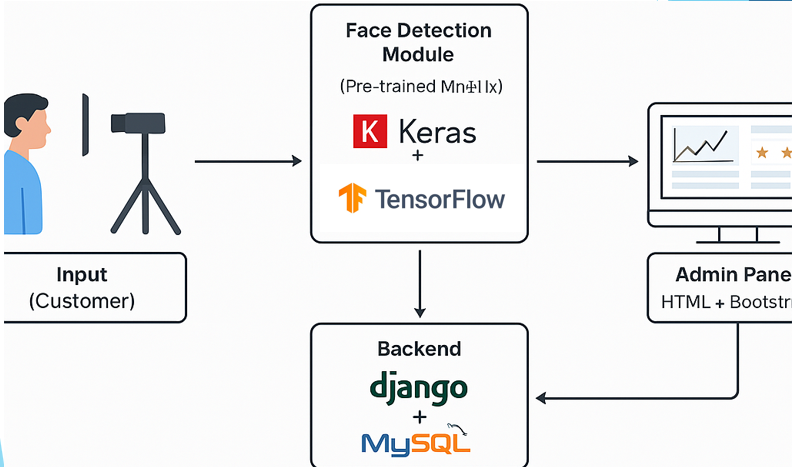 Face Detection
Module
(Pre-trained
K Keras
+
TensorFlow
Input
(Customer)
Admin Pane
HTML + Bootstr
Backend
django
+
MySQL